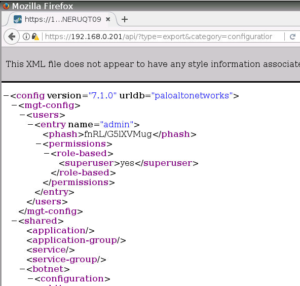 Mozilla Firefox
https://1...NERUQT09
https://192.168.0.201/api/?type=export&category=configuration
This XML file does not appear to have any style information associate
−<config version="7.1.0" urldb="paloaltonetworks">
−<mgt-config>
−<users>
−<entry name="admin">
<phash>fnRL/G5lXVMug</phash>
−<permissions>
−<role-based>
<superuser>yes</superuser>
</role-based>
</permissions>
</entry>
</users>
</mgt-config>
−<shared>
<application/>
<application-group/>
<service/>
<service-group/>
−<botnet>
−<configuration>